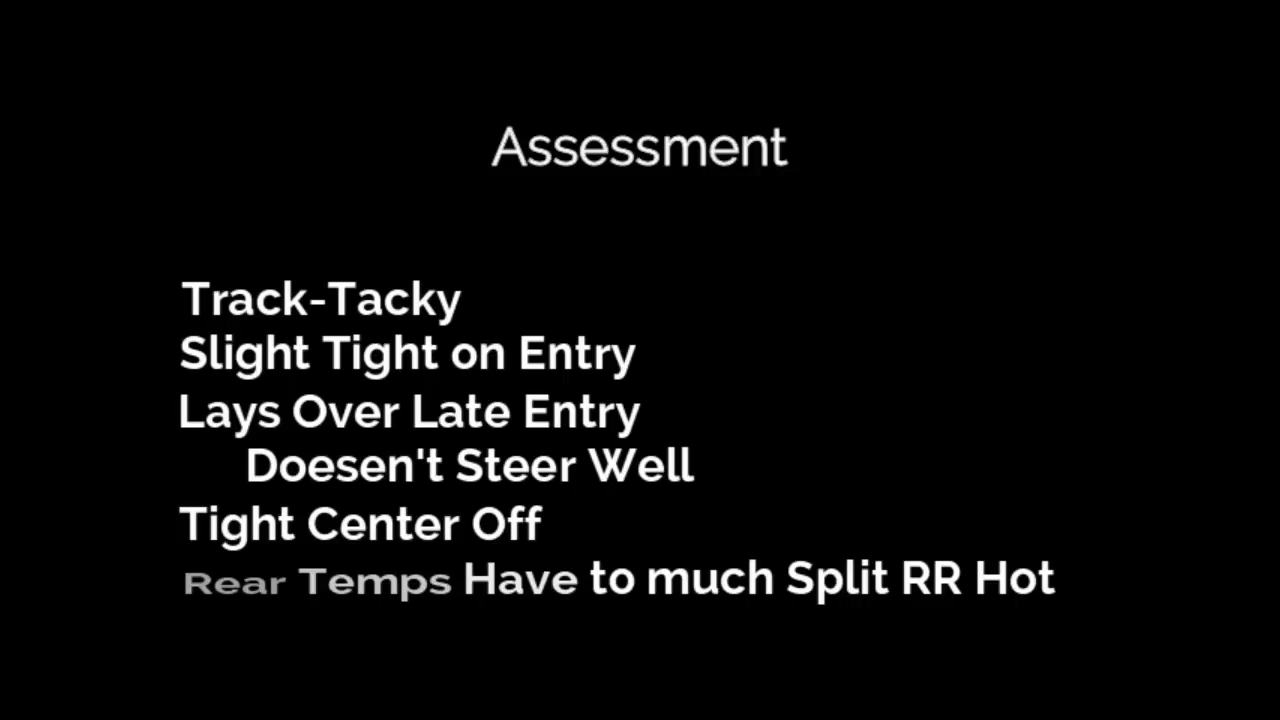 Assessment
Track-Tacky
Slight Tight on Entry
Lays Over Late Entry
Doesen't Steer Well
Tight Center Off
Rear Temps Have to much Split RR Hot